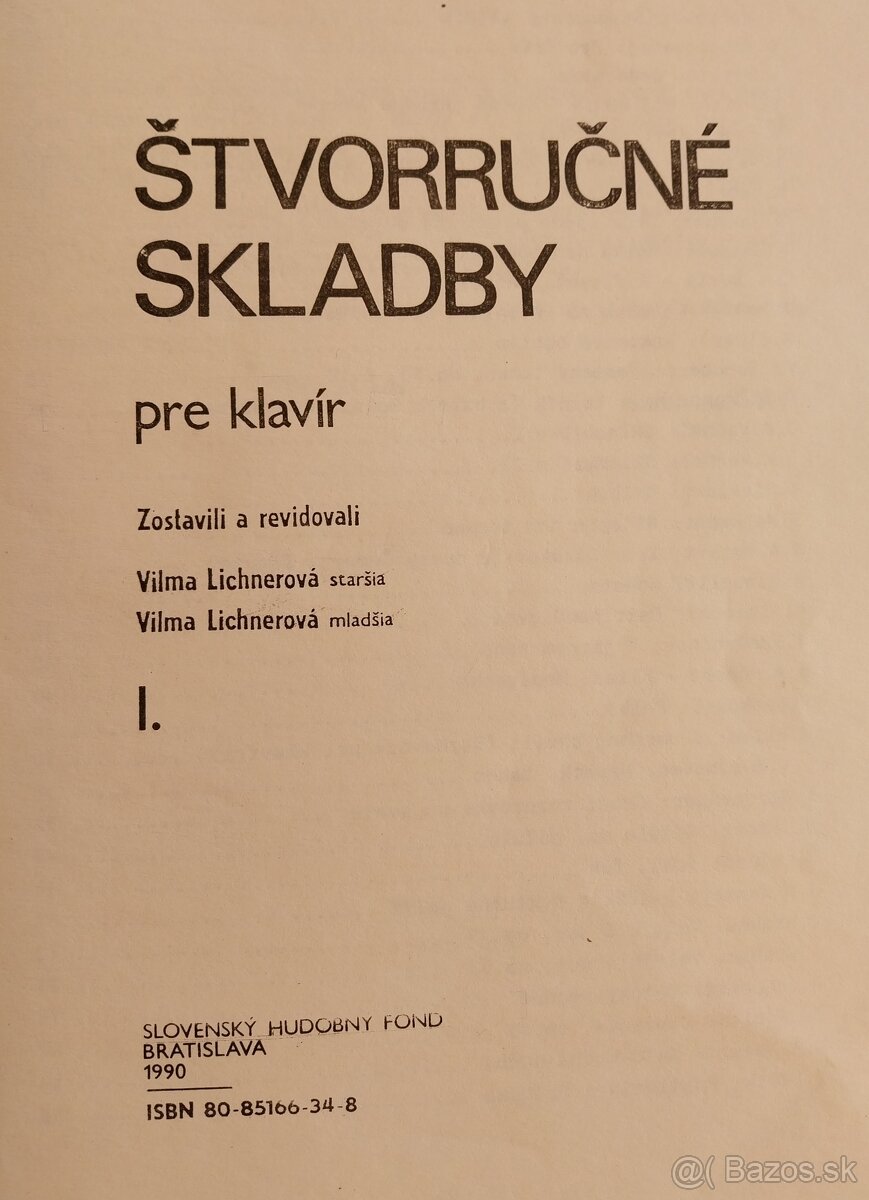 ŠTVORRUČNÉ
SKLADBY
pre klavír
Zostavili a revidovali
Vilma Lichnerová staršia
Vilma Lichnerová mladšia
I.
SLOVENSKÝ HUDOBNÝ FOND
BRATISLAVA
1990
ISBN 80-85166-34-8
@( Bazos.sk